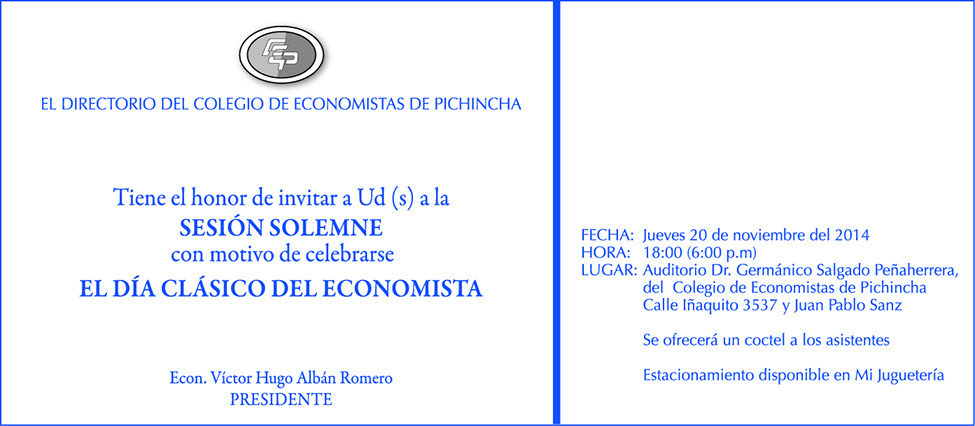 CEP
EL DIRECTORIO DEL COLEGIO DE ECONOMISTAS DE PICHINCHA
Tiene el honor de invitar a Ud (s) a la
SESIÓN SOLEMNE
con motivo de celebrarse
EL DÍA CLÁSICO DEL ECONOMISTA
Econ. Víctor Hugo Albán Romero
PRESIDENTE
FECHA: Jueves 20 de noviembre del 2014
HORA: 18:00 (6:00 p.m)
LUGAR: Auditorio Dr. Germánico Salgado Peñaherrera,
del Colegio de Economistas de Pichincha
Calle Iñaquito 3537 y Juan Pablo Sanz
Se ofrecerá un coctel a los asistentes
Estacionamiento disponible en Mi Juguetería